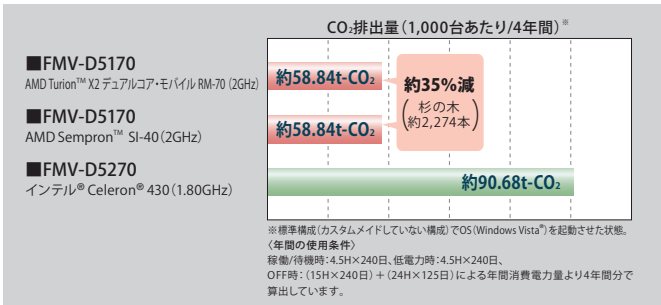 CO₂排出量(1,000台あたり/4年間)※
■FMV-D5170
AMD Turion™ X2 デュアルコア・モバイル RM-70 (2GHz)
約58.84t-CO₂
約35%減
(杉の木
約2,274本)
■FMV-D5170
AMD Sempron™ SI-40(2GHz)
約58.84t-CO₂
■FMV-D5270
インテル® Celeron® 430(1.80GHz)
約90.68t-CO₂
※標準構成(カスタムメイドしていない構成)でOS(Windows Vista®)を起動させた状態。
〈年間の使用条件〉
稼働/待機時:4.5H×240日、低電力時:4.5H×240日、
OFF時:(15H×240日)+(24H×125日)による年間消費電力量より4年間分で
算出しています。